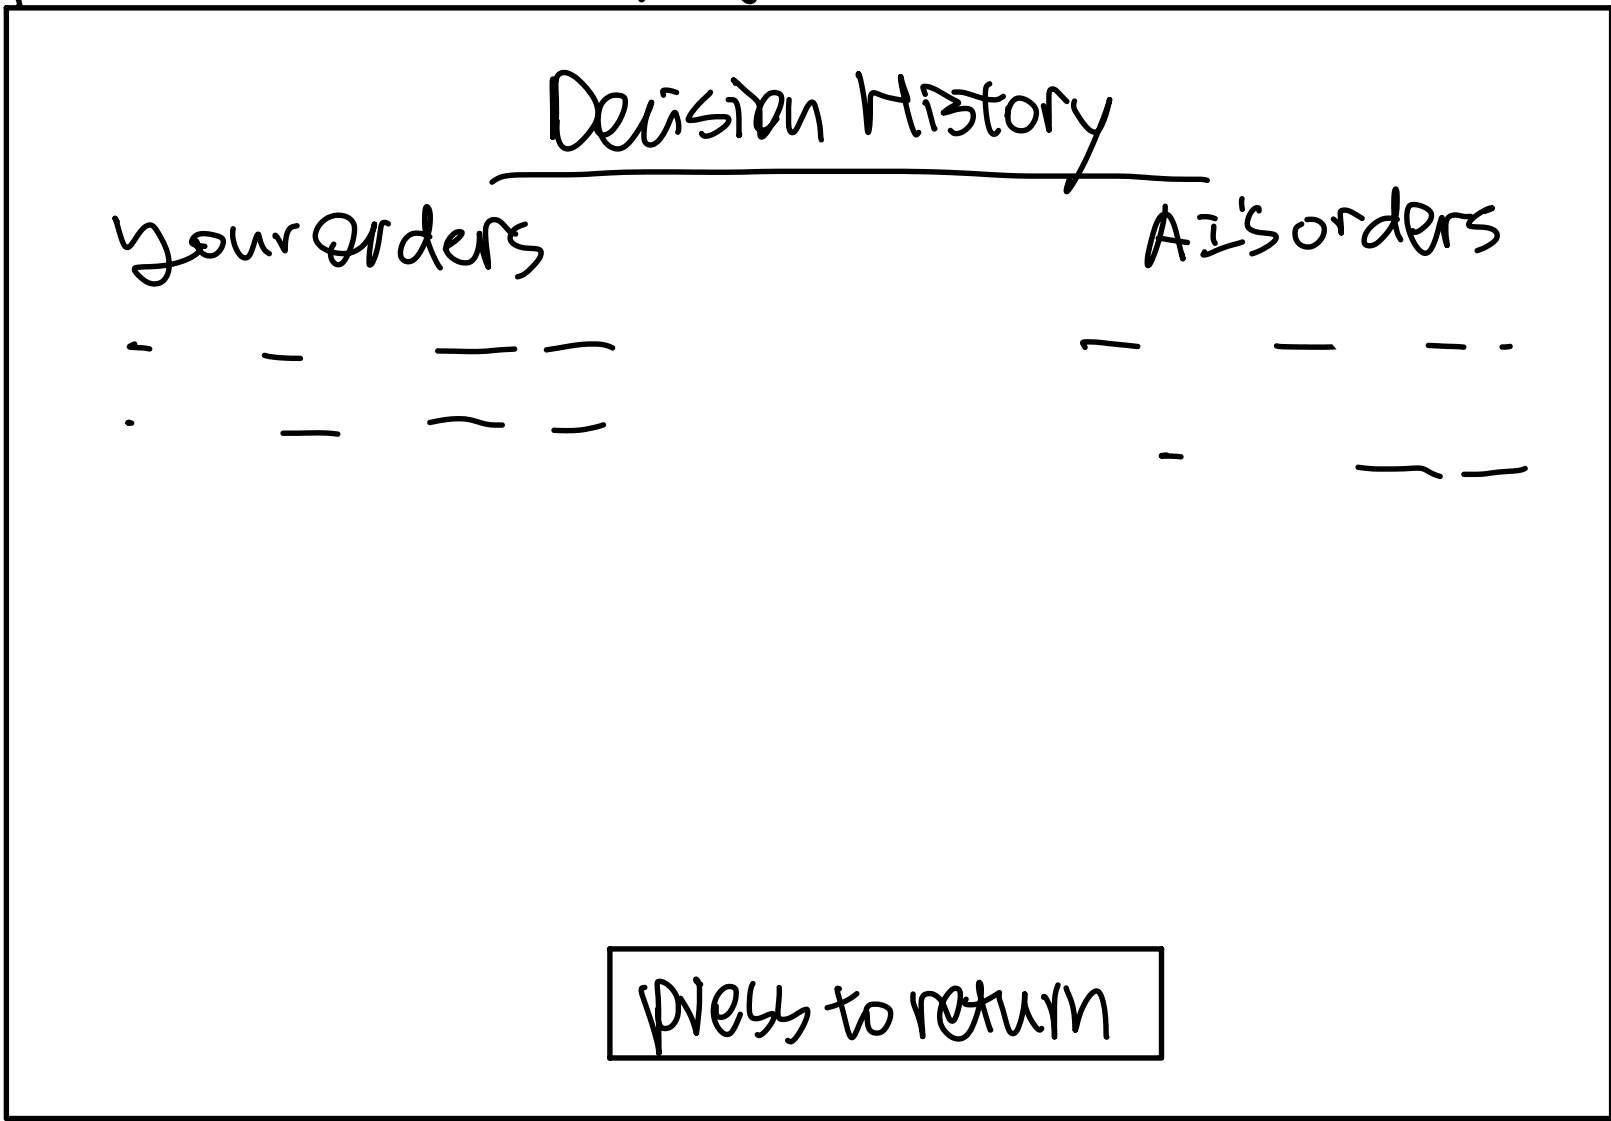 Decision History
your orders
AI's orders
press to return